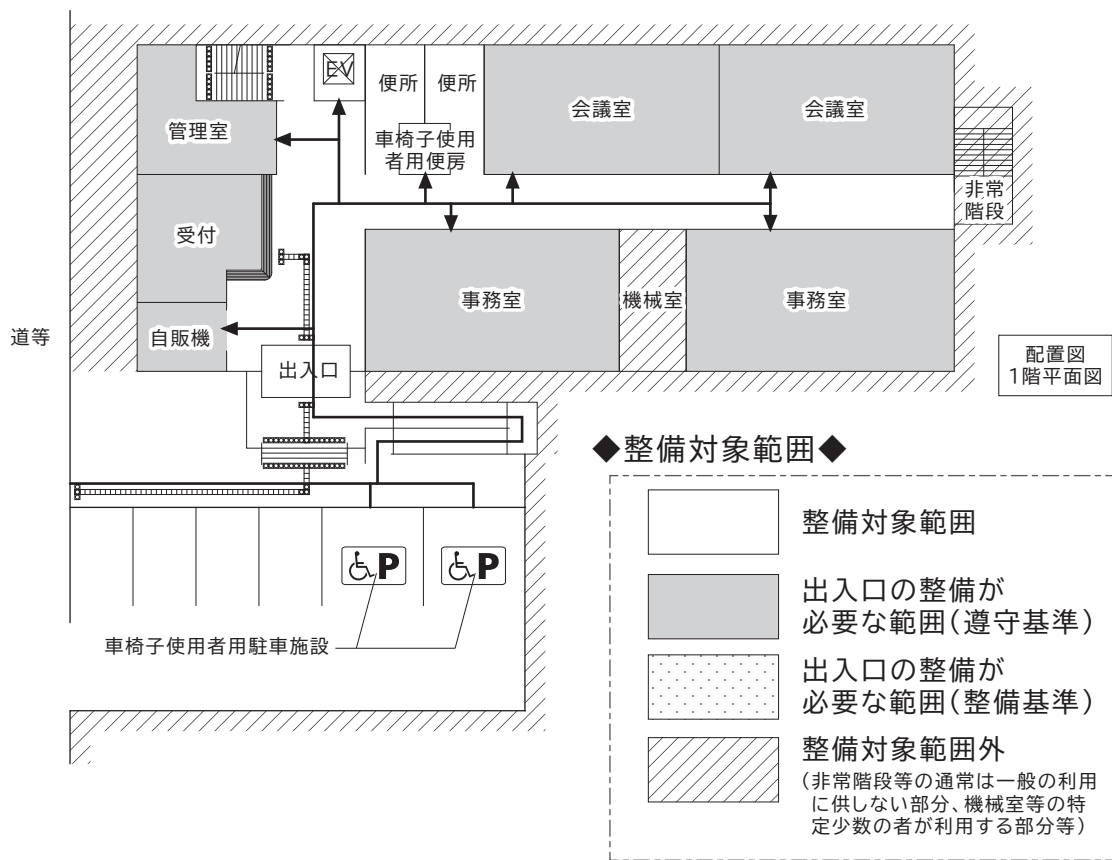 EV
便所
便所
会議室
会議室
管理室
車椅子使用
者用便房
非常
階段
受付
事務室
機械室
事務室
道等
自販機
出入口
配置図
1階平面図
P
P
車椅子使用者用駐車施設
◆整備対象範囲◆
整備対象範囲
出入口の整備が
必要な範囲(遵守基準)
出入口の整備が
必要な範囲(整備基準)
整備対象範囲外
(非常階段等の通常は一般の利用
に供しない部分、機械室等の特
定少数の者が利用する部分等)